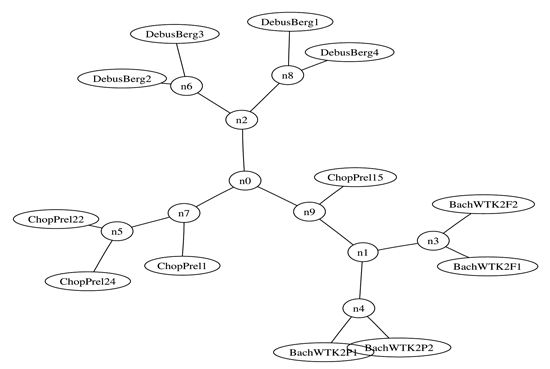 DebusBerg1
DebusBerg3
DebusBerg4
DebusBerg2
n8
n6
n2
n0
ChopPrel15
BachWTK2F2
n7
n9
ChopPrel22
n5
n3
n1
ChopPrel1
BachWTK2F1
ChopPrel24
n4
BachWTK2P1
BachWTK2P2